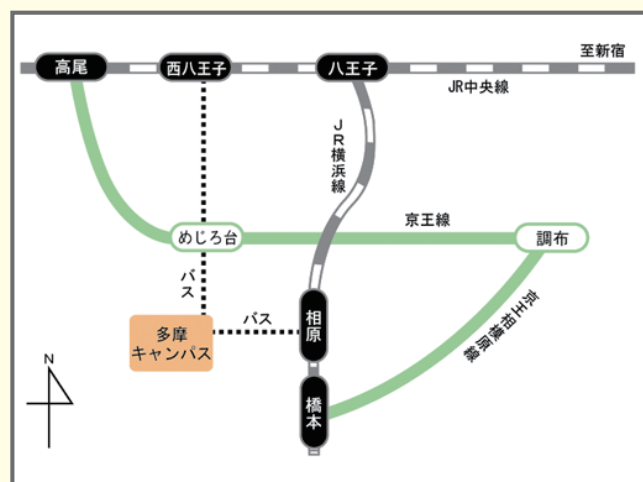 至新宿
高尾
西八王子
八王子
JR中央線
JR横浜線
京王線
めじろ台
調布
バス
バス
相原
多摩
キャンパス
京王相模原線
N
橋本